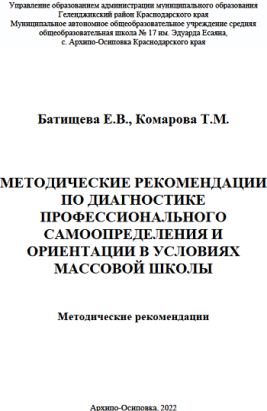 Управление образованием администрации муниципального образования
Геленджикский район Краснодарского края
Муниципальное автономное общеобразовательное учреждение средняя
общеобразовательная школа № 17 им. Эдуарда Есаяна,
с. Архипо-Осиповка Краснодарского края
Батищева Е.В., Комарова Т.М.
МЕТОДИЧЕСКИЕ РЕКОМЕНДАЦИИ
ПО ДИАГНОСТИКЕ
ПРОФЕССИОНАЛЬНОГО
САМООПРЕДЕЛЕНИЯ И
ОРИЕНТАЦИИ В УСЛОВИЯХ
МАССОВОЙ ШКОЛЫ
Методические рекомендации
Архипо-Осиповка, 2022